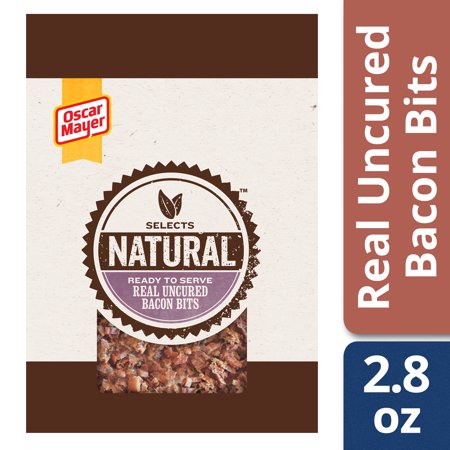 Oscar
Mayer
SELECTS
NATURAL
TM
READY TO SERVE
REAL UNCURED
BACON BITS
Real Uncured
Bacon Bits
2.8
oz